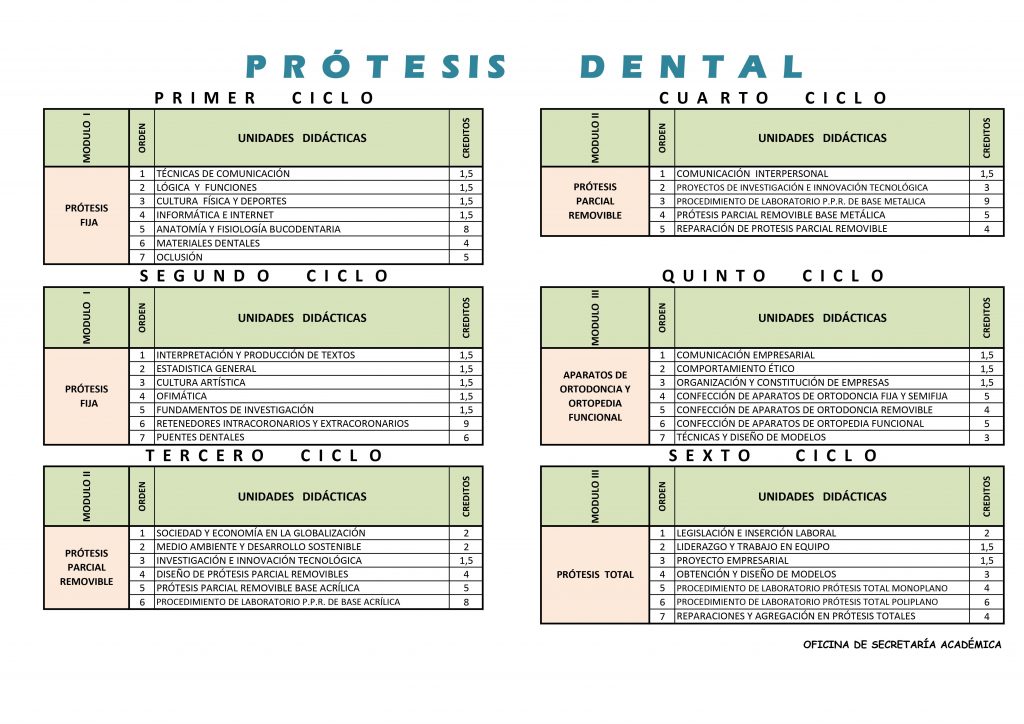 PRÓTESIS DENTAL
PRIMER CICLO
MODULO I ORDEN UNIDADES DIDÁCTICAS CREDITOS
PRÓTESIS FIJA
1 TÉCNICAS DE COMUNICACIÓN 1,5
2 LÓGICA Y FUNCIONES 1,5
3 CULTURA FÍSICA Y DEPORTES 1,5
4 INFORMÁTICA E INTERNET 1,5
5 ANATOMÍA Y FISIOLOGÍA BUCODENTARIA 8
6 MATERIALES DENTALES 4
7 OCLUSIÓN 5
SEGUNDO CICLO
MODULO I ORDEN UNIDADES DIDÁCTICAS CREDITOS
PRÓTESIS FIJA
1 INTERPRETACIÓN Y PRODUCCIÓN DE TEXTOS 1,5
2 ESTADISTICA GENERAL 1,5
3 CULTURA ARTÍSTICA 1,5
4 OFIMÁTICA 1,5
5 FUNDAMENTOS DE INVESTIGACIÓN 1,5
6 RETENEDORES INTRACORONARIOS Y EXTRACORONARIOS 9
7 PUENTES DENTALES 6
TERCERO CICLO
MODULO II ORDEN UNIDADES DIDÁCTICAS CREDITOS
PRÓTESIS PARCIAL REMOVIBLE
1 SOCIEDAD Y ECONOMÍA EN LA GLOBALIZACIÓN 2
2 MEDIO AMBIENTE Y DESARROLLO SOSTENIBLE 2
3 INVESTIGACIÓN E INNOVACIÓN TECNOLÓGICA 1,5
4 DISEÑO DE PRÓTESIS PARCIAL REMOVIBLES 4
5 PRÓTESIS PARCIAL REMOVIBLE BASE ACRÍLICA 5
6 PROCEDIMIENTO DE LABORATORIO P.P.R. DE BASE ACRÍLICA 8
CUARTO CICLO
MODULO II ORDEN UNIDADES DIDÁCTICAS CREDITOS
PRÓTESIS PARCIAL REMOVIBLE
1 COMUNICACIÓN INTERPERSONAL 1,5
2 PROYECTOS DE INVESTIGACIÓN E INNOVACIÓN TECNOLÓGICA 3
3 PROCEDIMIENTO DE LABORATORIO P.P.R. DE BASE METALICA 9
4 PRÓTESIS PARCIAL REMOVIBLE BASE METÁLICA 5
5 REPARACIÓN DE PROTESIS PARCIAL REMOVIBLE 4
QUINTO CICLO
MODULO III ORDEN UNIDADES DIDÁCTICAS CREDITOS
APARATOS DE ORTODONCIA Y ORTOPEDIA FUNCIONAL
1 COMUNICACIÓN EMPRESARIAL 1,5
2 COMPORTAMIENTO ÉTICO 1,5
3 ORGANIZACIÓN Y CONSTITUCIÓN DE EMPRESAS 1,5
4 CONFECCIÓN DE APARATOS DE ORTODONCIA FIJA Y SEMIFIJA 5
5 CONFECCIÓN DE APARATOS DE ORTODONCIA REMOVIBLE 4
6 CONFECCIÓN DE APARATOS DE ORTOPEDIA FUNCIONAL 5
7 TÉCNICAS Y DISEÑO DE MODELOS 3
SEXTO CICLO
MODULO III ORDEN UNIDADES DIDÁCTICAS CREDITOS
PRÓTESIS TOTAL
1 LEGISLACIÓN E INSERCIÓN LABORAL 2
2 LIDERAZGO Y TRABAJO EN EQUIPO 1,5
3 PROYECTO EMPRESARIAL 1,5
4 OBTENCIÓN Y DISEÑO DE MODELOS 3
5 PROCEDIMIENTO DE LABORATORIO PRÓTESIS TOTAL MONOPLANO 4
6 PROCEDIMIENTO DE LABORATORIO PRÓTESIS TOTAL POLIPLANO 6
7 REPARACIONES Y AGREGACIÓN EN PRÓTESIS TOTALES 4
OFICINA DE SECRETARÍA ACADÉMICA